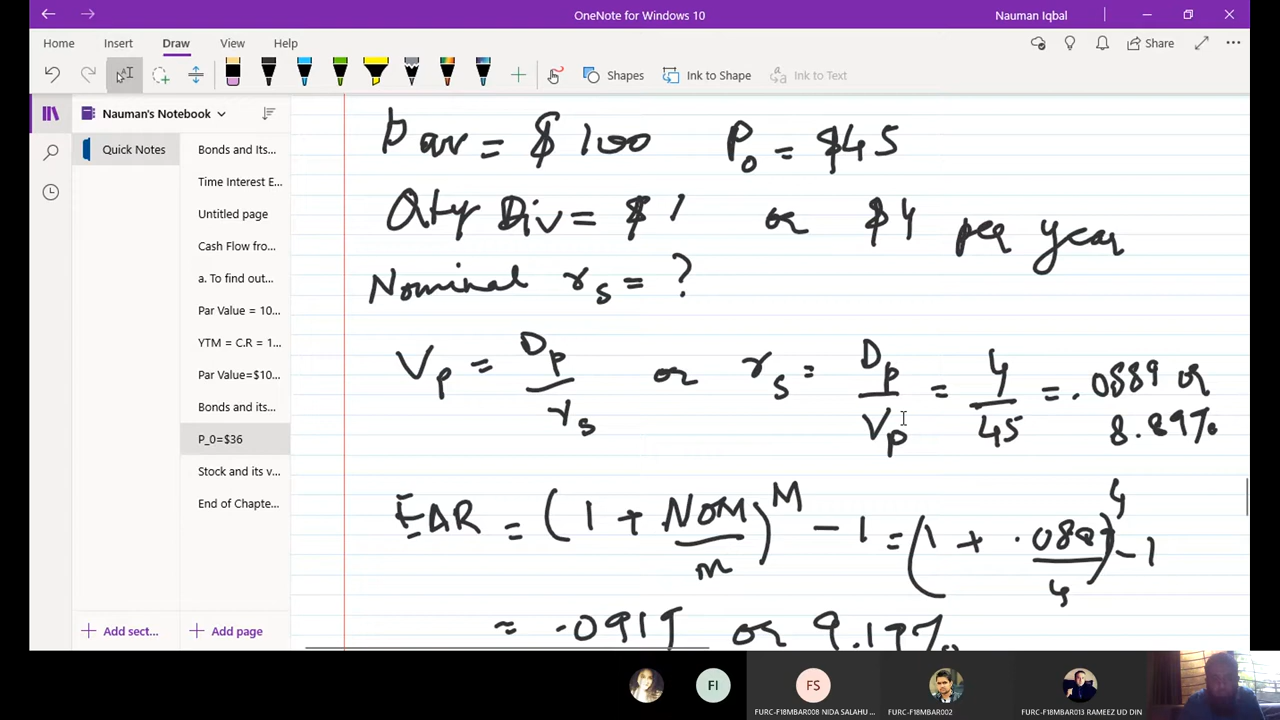 OneNote for Windows 10
Nauman Iqbal
Home Insert Draw View Help
Share
Shapes Ink to Shape Ink to Text
Nauman's Notebook
Quick Notes
Bonds and Its...
Time Interest E...
Untitled page
Cash Flow fro...
a. To find out...
Par Value = 10...
YTM = C.R = 1...
Par Value=$10...
Bonds and its...
P_0=$36
Stock and its v...
End of Chapte...
Add sect... Add page
Par = $100 P₀ = $45
Qty Div = $1 or $4 per year
Nominal rₛ = ?
Vₚ = Dₚ/rₛ or rₛ = Dₚ/Vₚ = 4/45 = .0889 or 8.89%
EAR = (1 + NOM/m)^M - 1 = (1 + .089/4)^4 - 1
≈ .0919 or 9.19%
FI
FS
FURC-F18MBAR008 NIDA SALAHU ...
FURC-F18MBAR002
FURC-F18MBAR013 RAMEEZ UD DIN